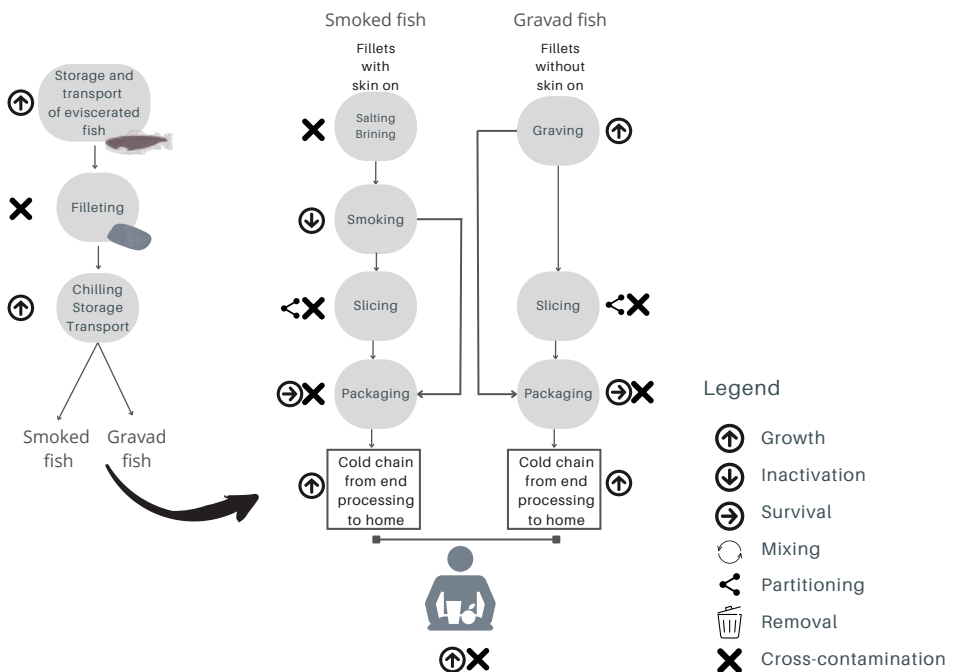 Smoked fish
Gravad fish
Storage and
transport
of eviscerated
fish
Filleting
Chilling
Storage
Transport
Smoked
fish
Gravad
fish
Fillets
with
skin on
Salting
Brining
Smoking
Slicing
Packaging
Cold chain
from end
processing
to home
Fillets
without
skin on
Graving
Slicing
Packaging
Cold chain
from end
processing
to home
Legend
Growth
Inactivation
Survival
Mixing
Partitioning
Removal
Cross-contamination